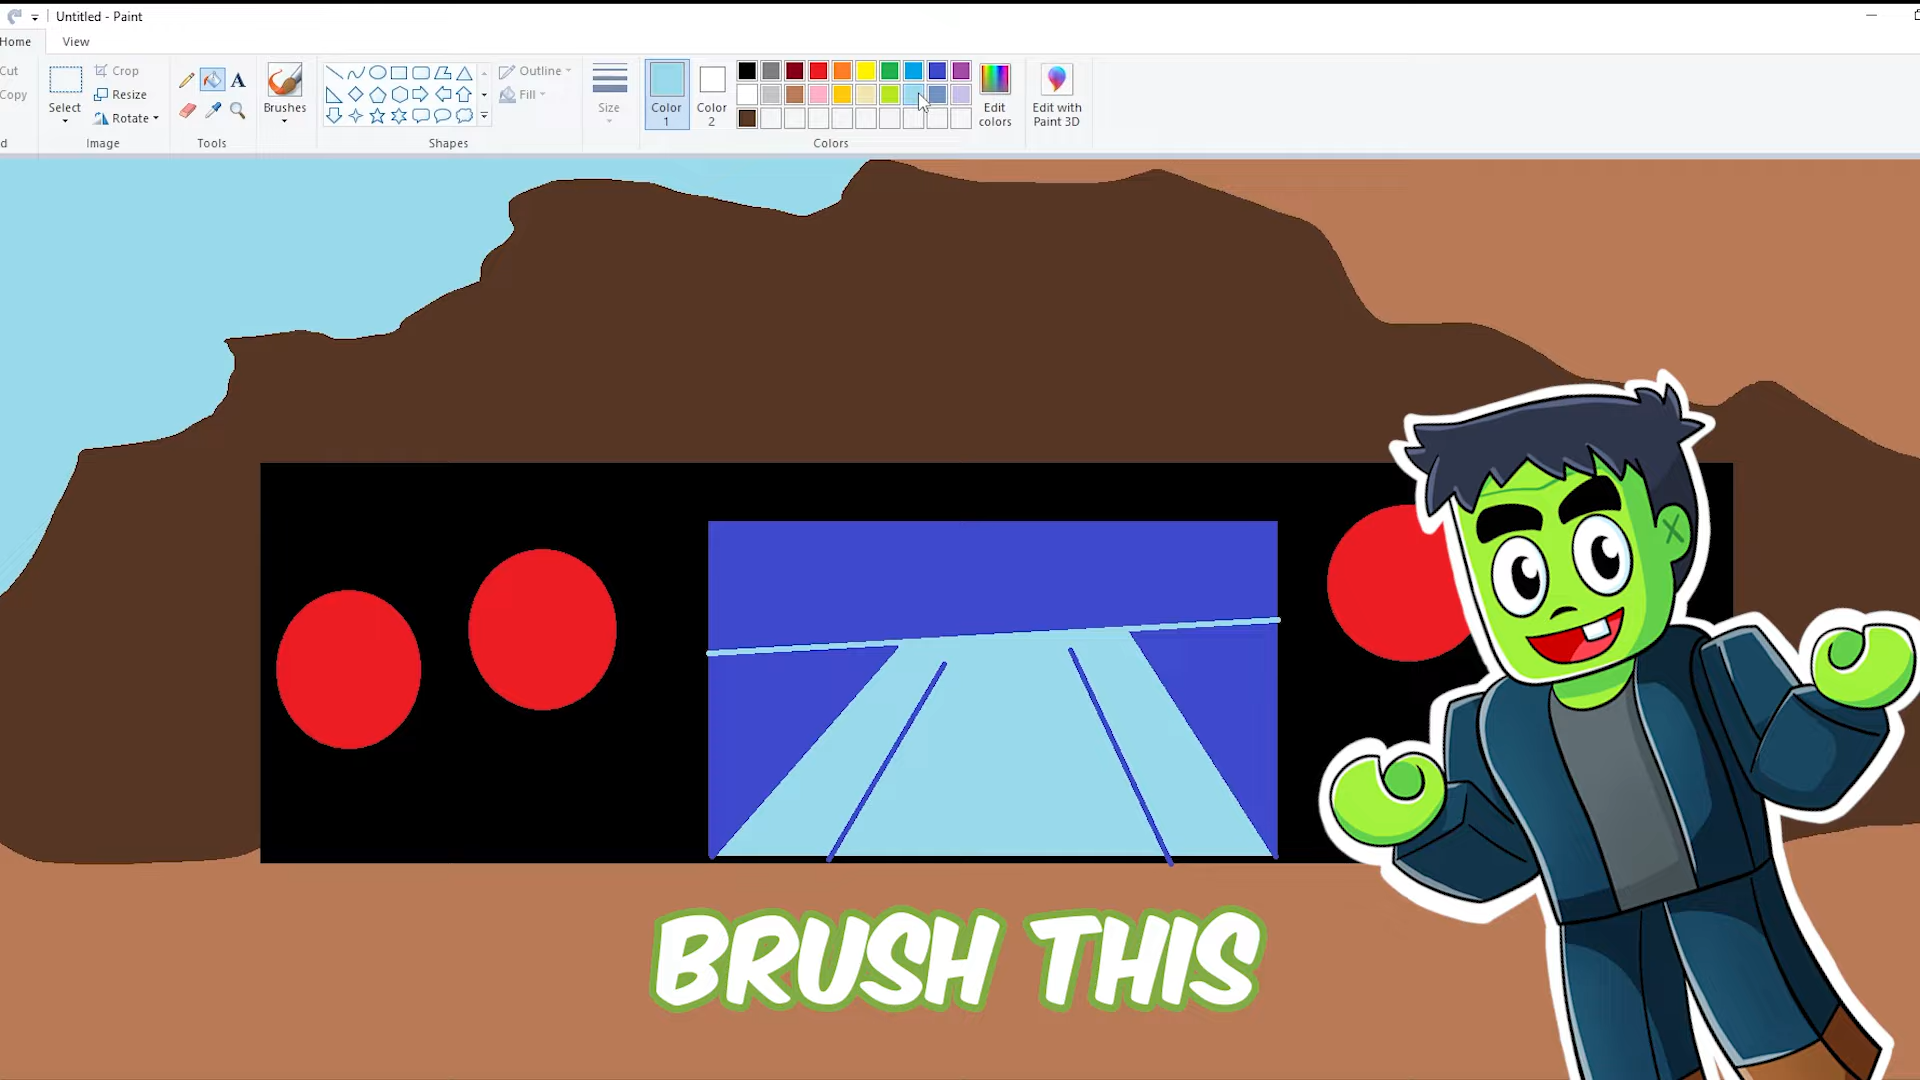 Untitled - Paint
Home View
Cut
Copy
Select
Crop
Resize
Rotate
Image
A
Tools
Brushes
Shapes
Outline
Fill
Size
Color
1
Color
2
Colors
Edit
colors
Edit with
Paint 3D
BRUSH THIS